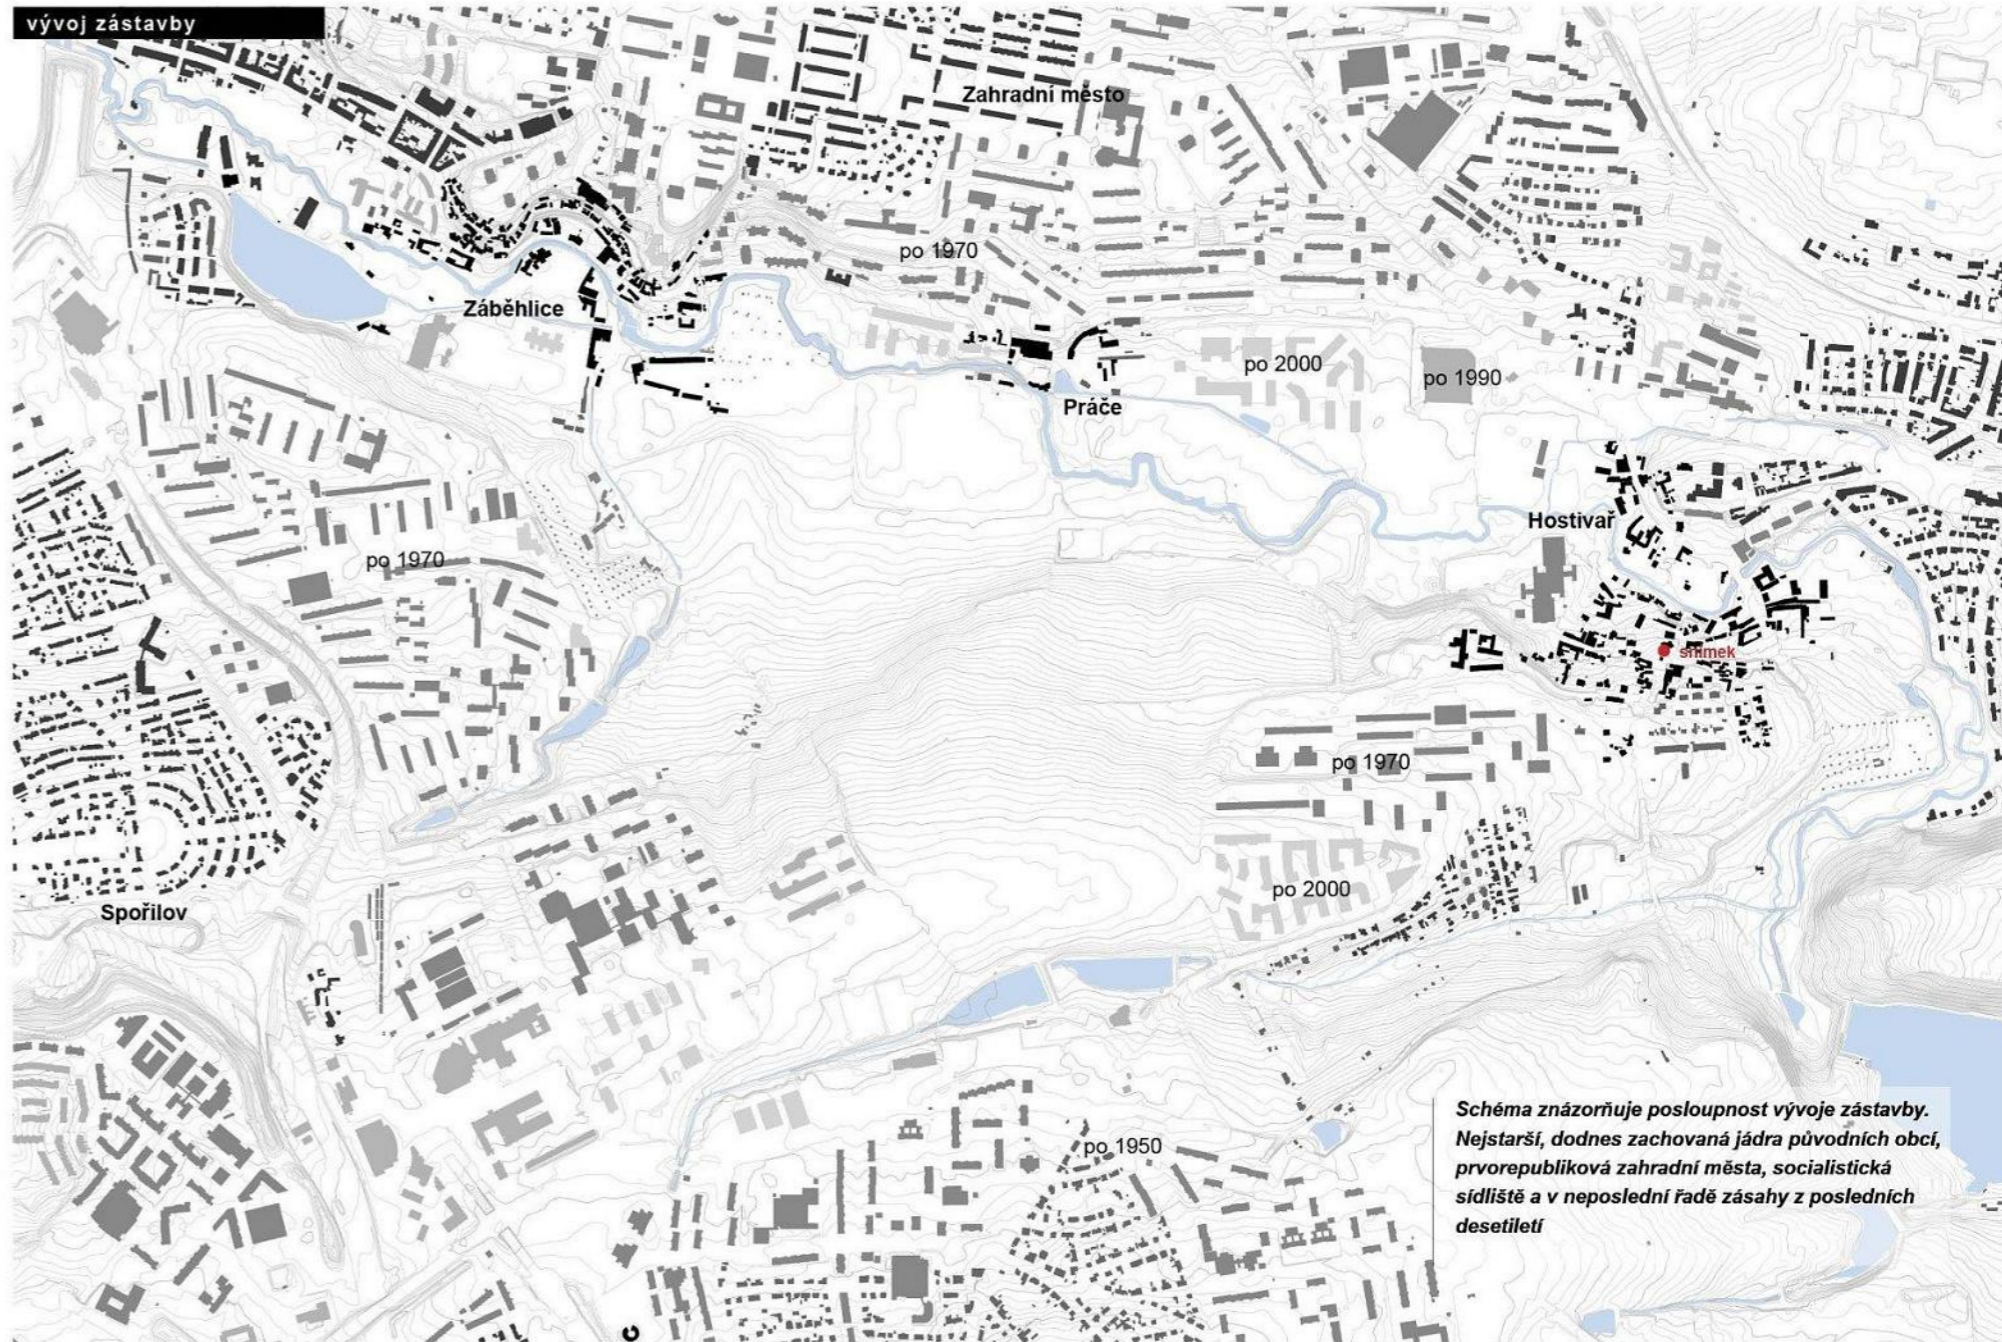 vývoj zástavby
Zahradní město
po 1970
Záběhlice
po 2000
po 1990
Práče
Hostivař
po 1970
snímek
po 1970
po 2000
Spořilov
po 1950
Schéma znázorňuje posloupnost vývoje zástavby.
Nejstarší, dodnes zachovaná jádra původních obcí,
prvorepubliková zahradní města, socialistická
sídliště a v neposlední řadě zásahy z posledních
desetiletí